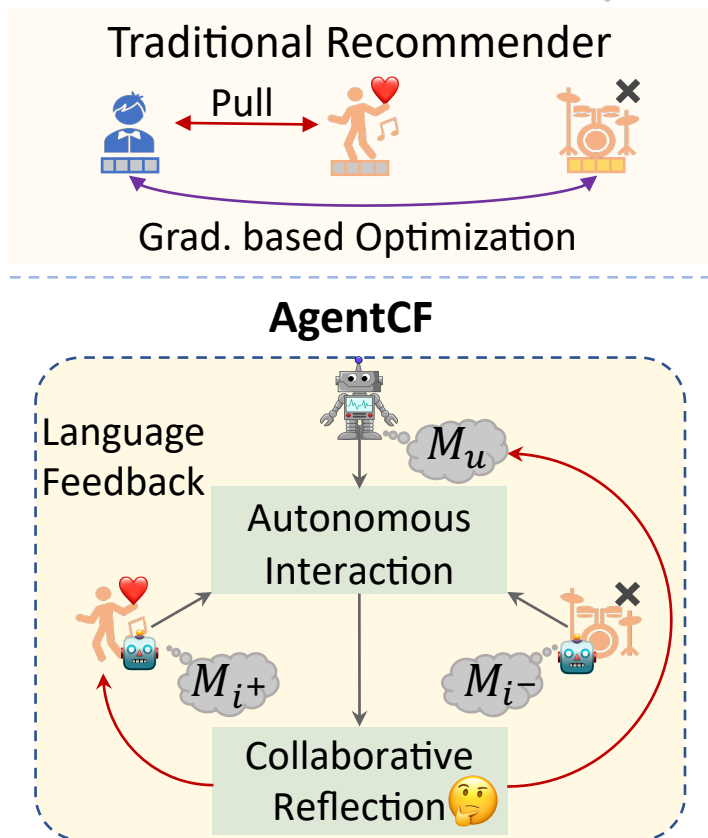 Traditional Recommender
Pull
Grad. based Optimization
AgentCF
Language
Feedback
M_u
Autonomous
Interaction
M_{i^+}
M_{i^-}
Collaborative
Reflection